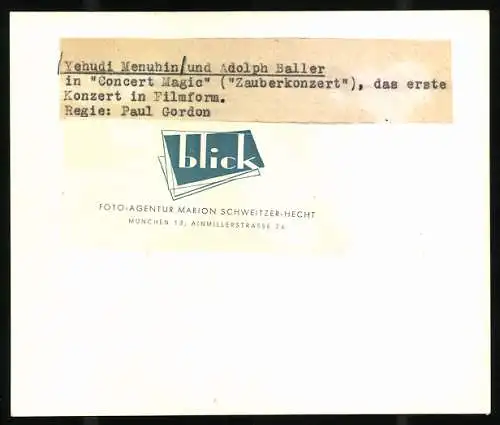 /Yehudi Menuhin/und Adolph Baller
in "Concert Magic" ("Zauberkonzert"), das erste
Konzert in Filmform.
Regie: Paul Gordon
blick
FOTO-AGENTUR MARION SCHWEITZER-HECHT
MÜNCHEN 13, AINMILLERSTRASSE 26